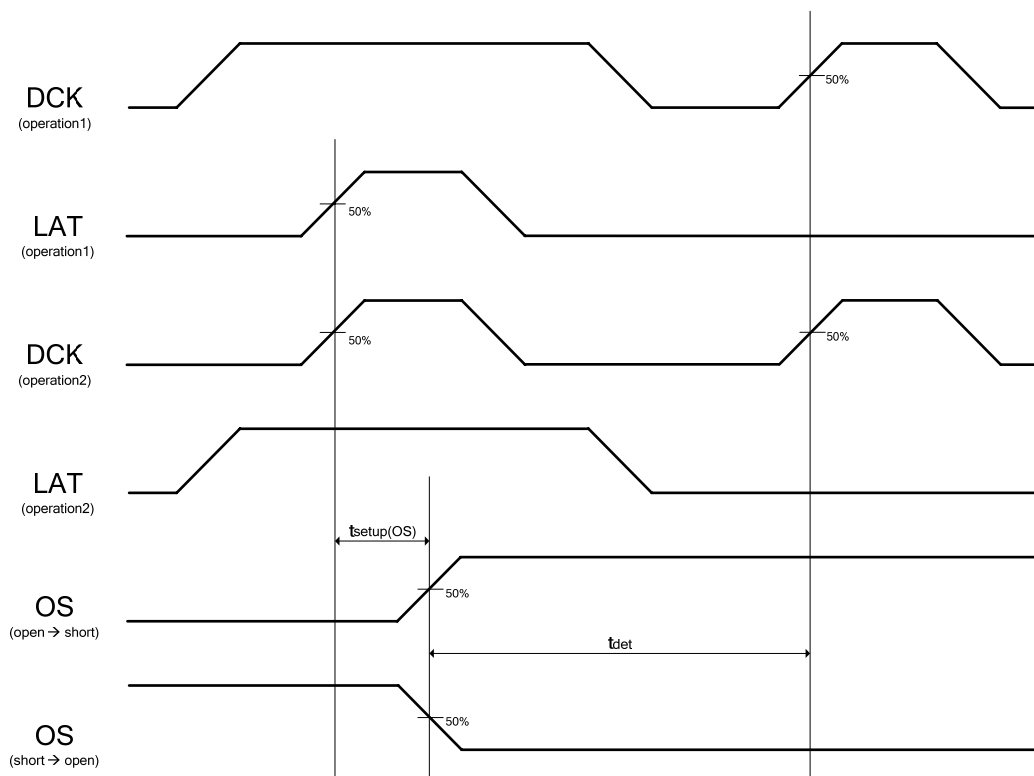 50%
DCK
(operation1)
LAT
50%
(operation1)
DCK
50%
50%
(operation2)
LAT
(operation2)
tsetup(OS)
OS
50%
(open → short)
tdet
OS
50%
(short → open)